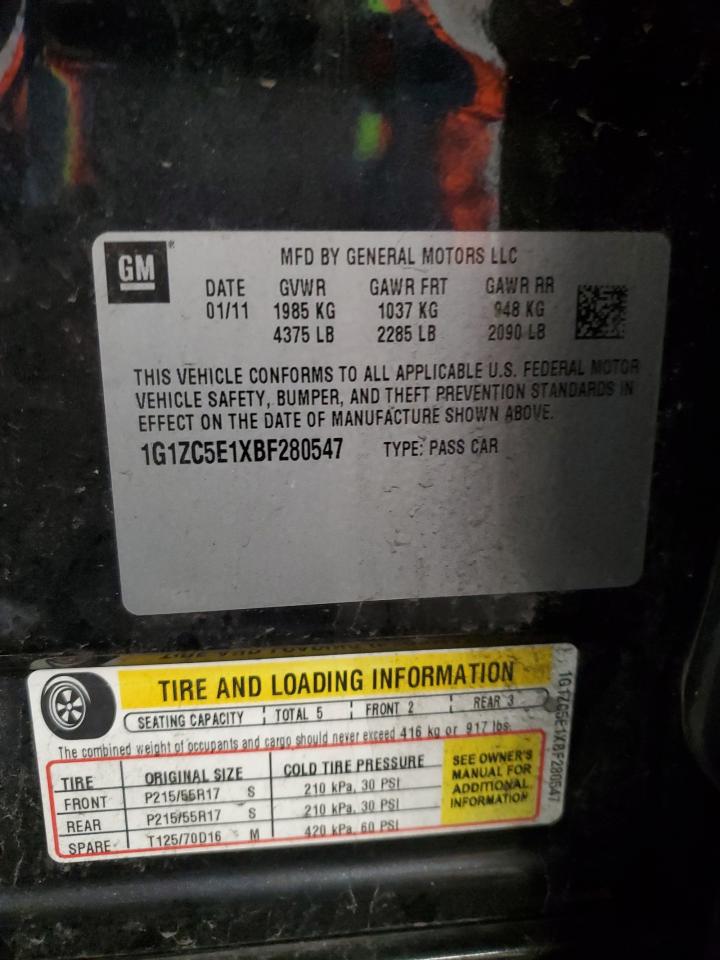 GM ®
MFD BY GENERAL MOTORS LLC
DATE GVWR GAWR FRT GAWR RR
01/11 1985 KG 1037 KG 948 KG
4375 LB 2285 LB 2090 LB
THIS VEHICLE CONFORMS TO ALL APPLICABLE U.S. FEDERAL MOTOR
VEHICLE SAFETY, BUMPER, AND THEFT PREVENTION STANDARDS IN
EFFECT ON THE DATE OF MANUFACTURE SHOWN ABOVE.
1G1ZC5E1XBF280547 TYPE: PASS CAR
TIRE AND LOADING INFORMATION
SEATING CAPACITY TOTAL 5 FRONT 2 REAR 3
The combined weight of occupants and cargo should never exceed 416 kg or 917 lbs.
TIRE ORIGINAL SIZE COLD TIRE PRESSURE
FRONT P215/55R17 S 210 kPa, 30 PSI
REAR P215/55R17 S 210 kPa, 30 PSI
SPARE T125/70D16 M 420 kPa, 60 PSI
SEE OWNER'S
MANUAL FOR
ADDITIONAL
INFORMATION
1G1ZC5E1XBF280547